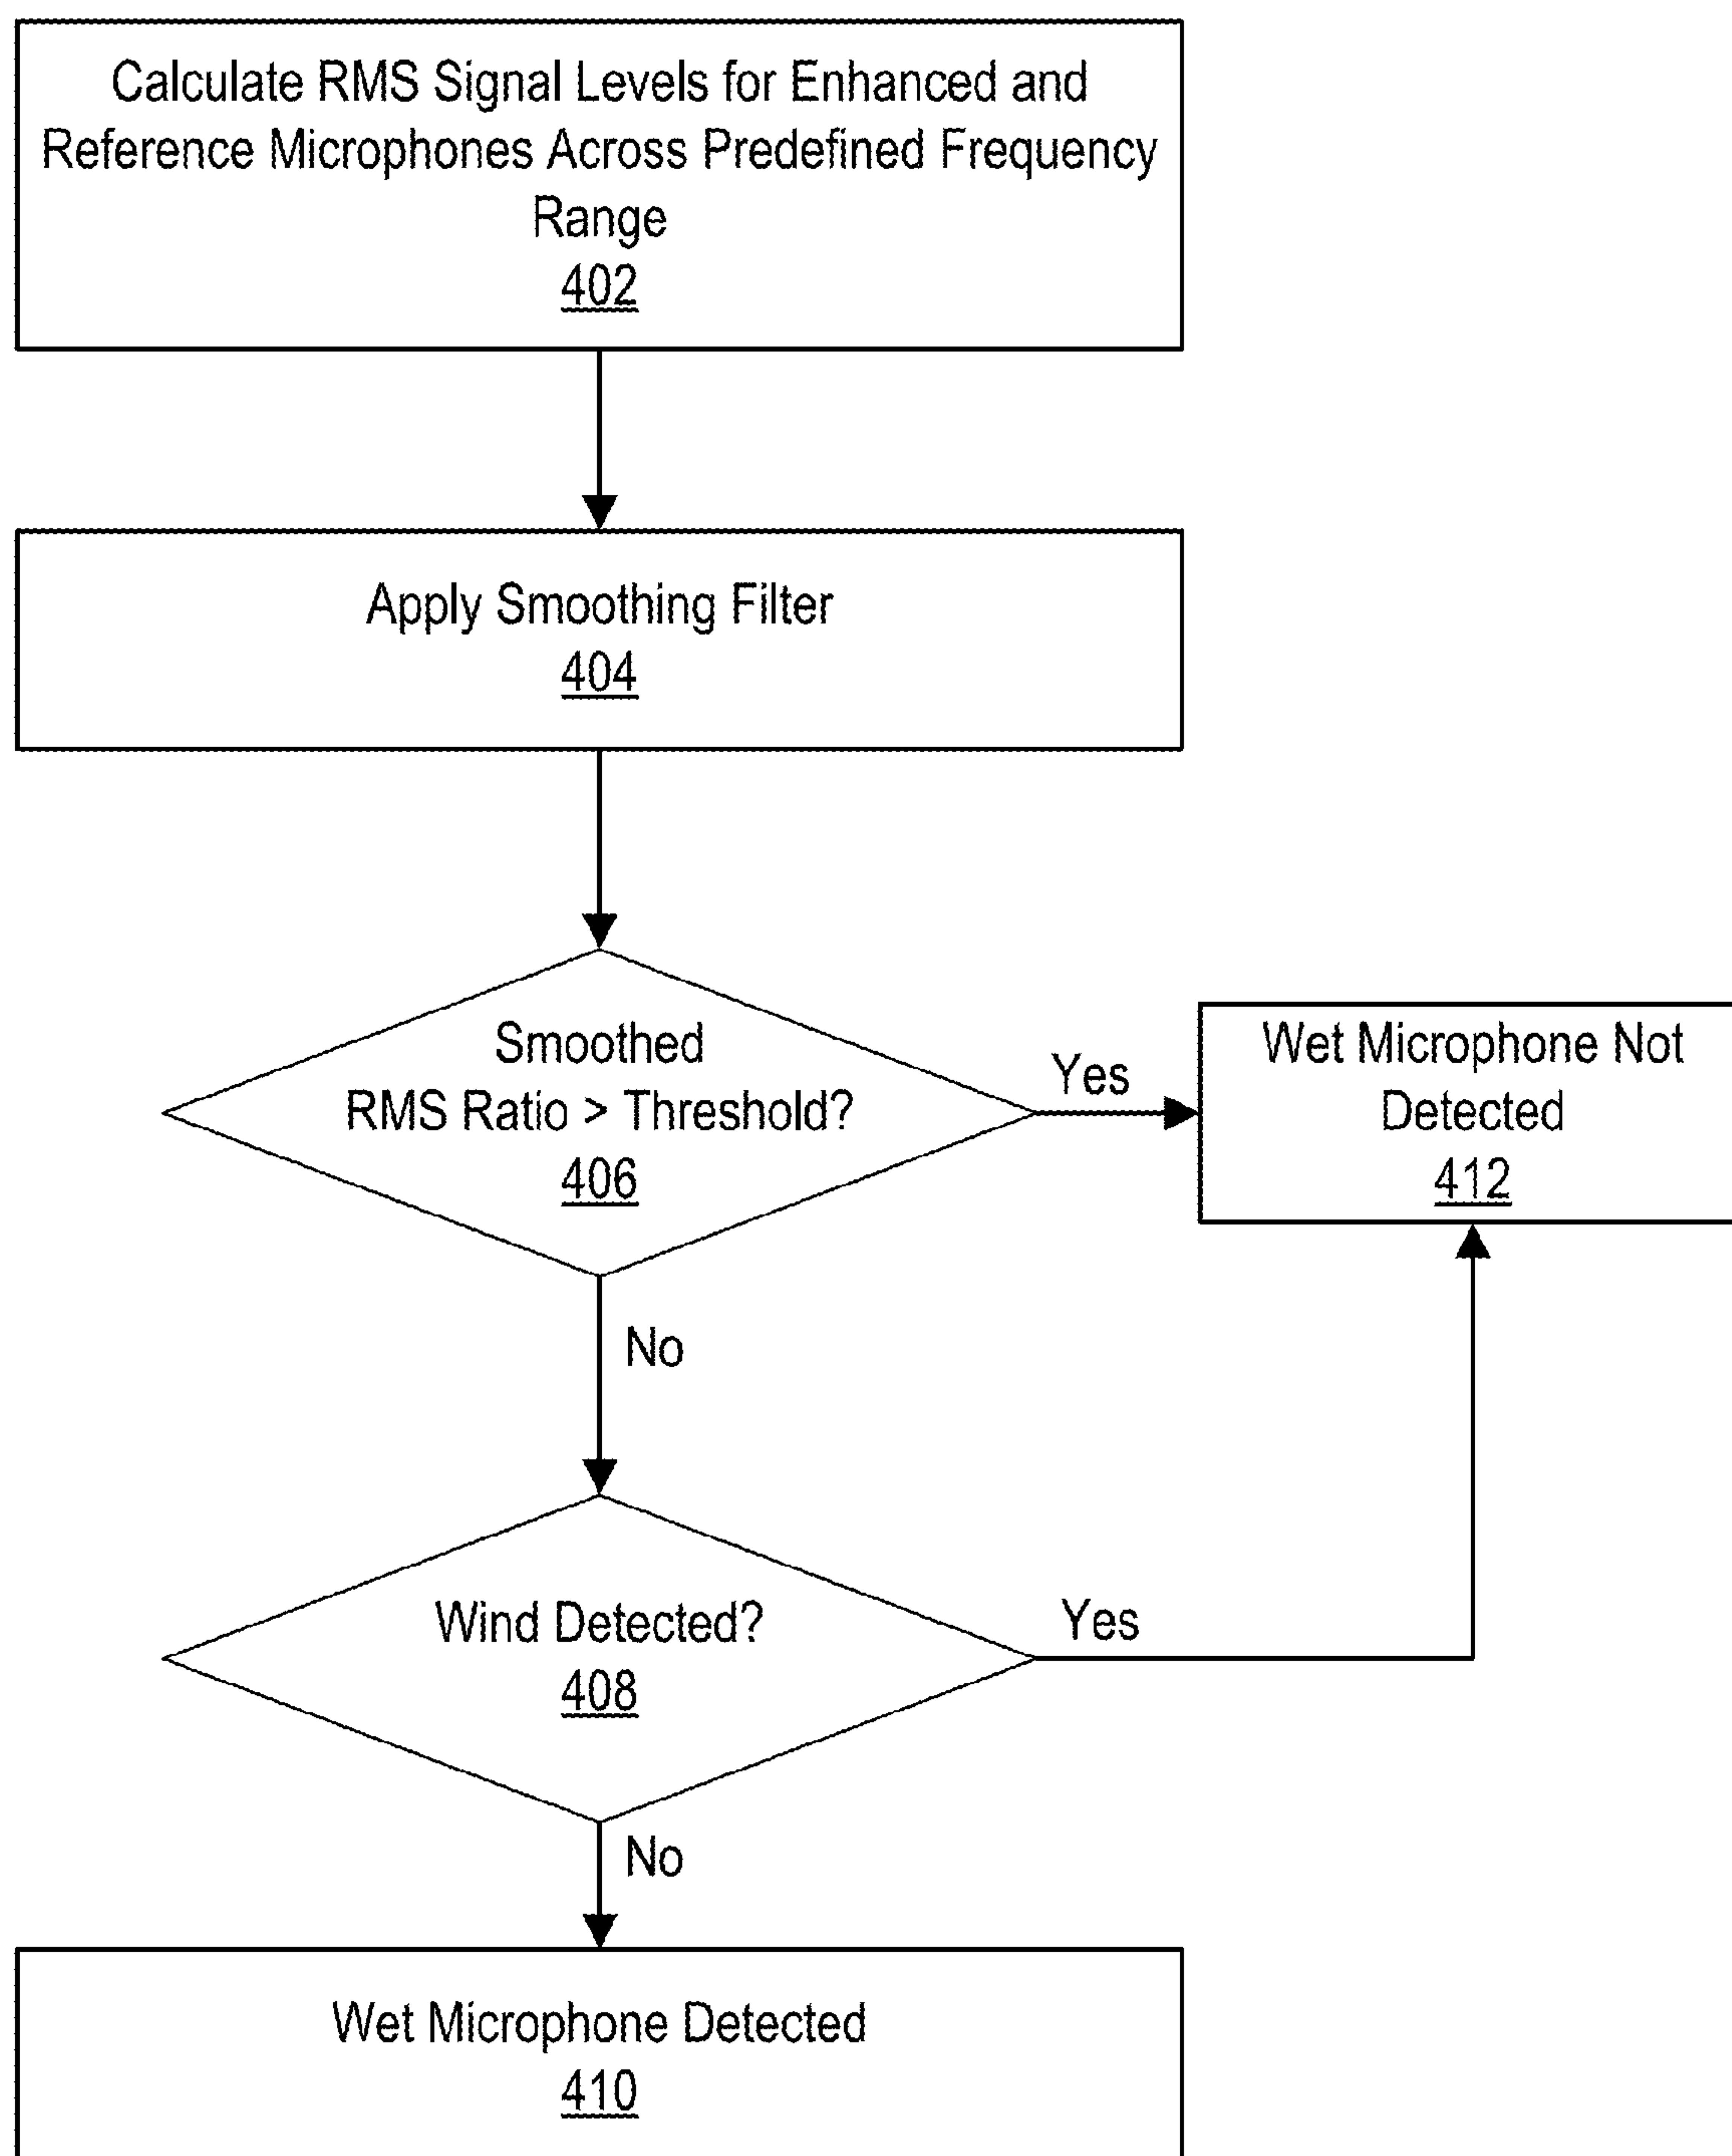 Calculate RMS Signal Levels for Enhanced and
Reference Microphones Across Predefined Frequency
Range
402
Apply Smoothing Filter
404
Smoothed
RMS Ratio > Threshold?
406
Yes
Wet Microphone Not
Detected
412
No
Wind Detected?
408
Yes
No
Wet Microphone Detected
410